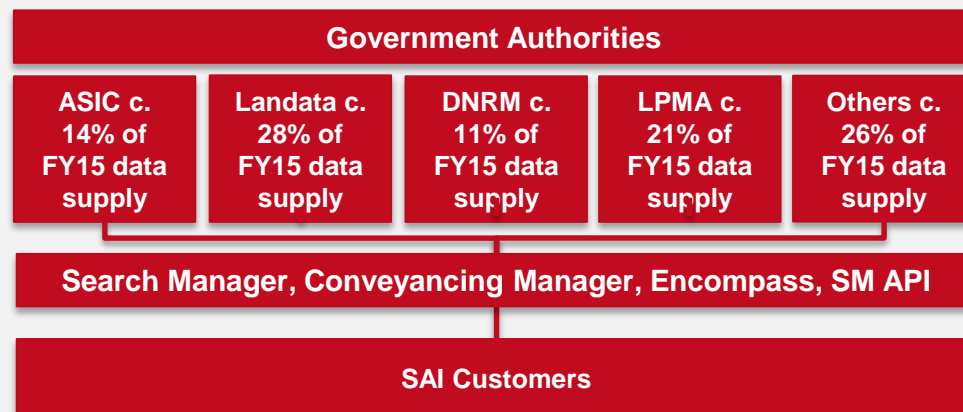 Government Authorities
ASIC c.
14% of
FY15 data
supply
Landata c.
28% of
FY15 data
supply
DNRM c.
11% of
FY15 data
supply
LPMA c.
21% of
FY15 data
supply
Others c.
26% of
FY15 data
supply
Search Manager, Conveyancing Manager, Encompass, SM API
SAI Customers